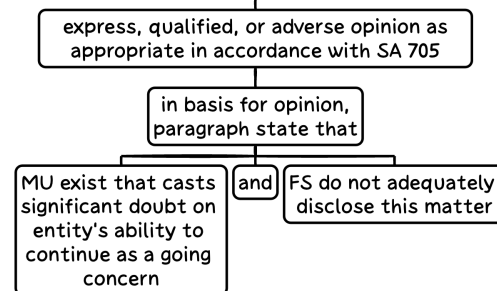 express, qualified, or adverse opinion as
appropriate in accordance with SA 705
in basis for opinion,
paragraph state that
MU exist that casts
significant doubt on
entity's ability to
continue as a going
concern
and
FS do not adequately
disclose this matter